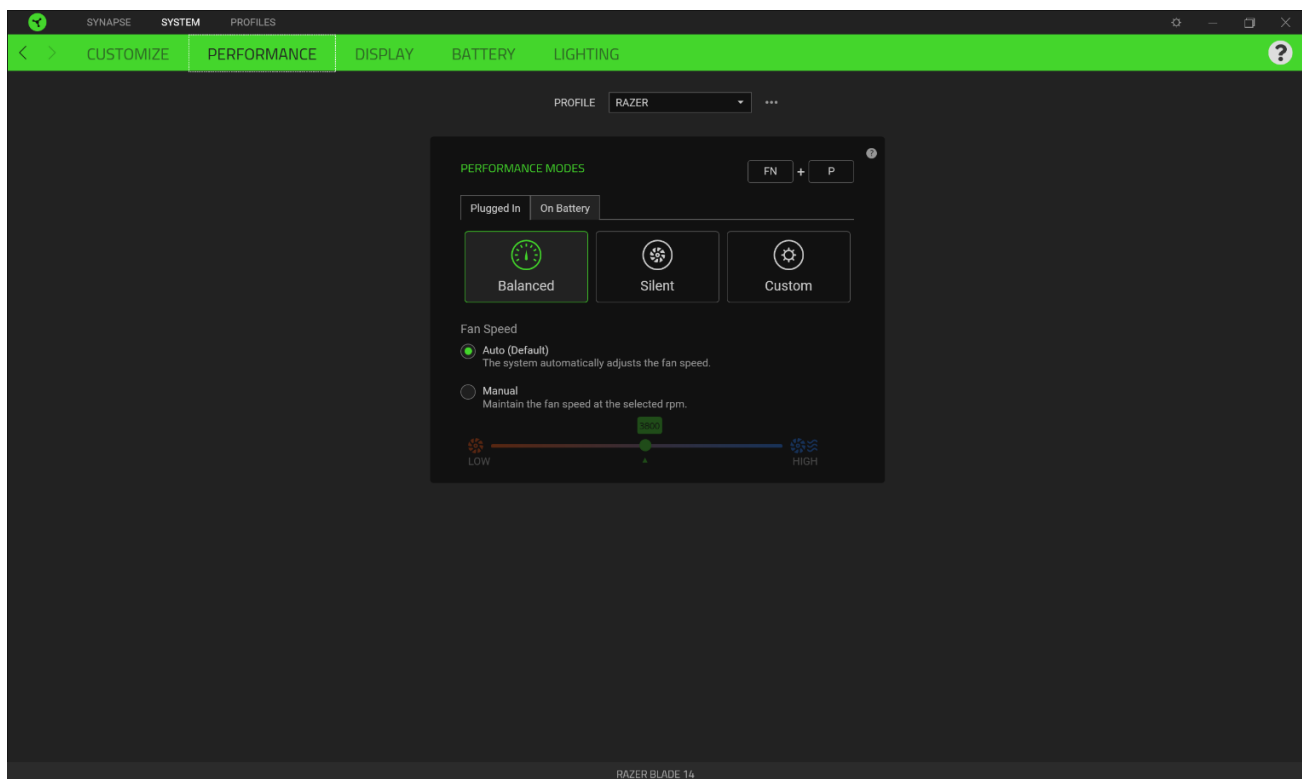 SYNAPSE SYSTEM PROFILES
CUSTOMIZE PERFORMANCE DISPLAY BATTERY LIGHTING ?
PROFILE RAZER
PERFORMANCE MODES FN + P ?
Plugged In On Battery
Balanced Silent Custom
Fan Speed
Auto (Default)
The system automatically adjusts the fan speed.
Manual
Maintain the fan speed at the selected rpm.
3800
LOW HIGH
RAZER BLADE 14